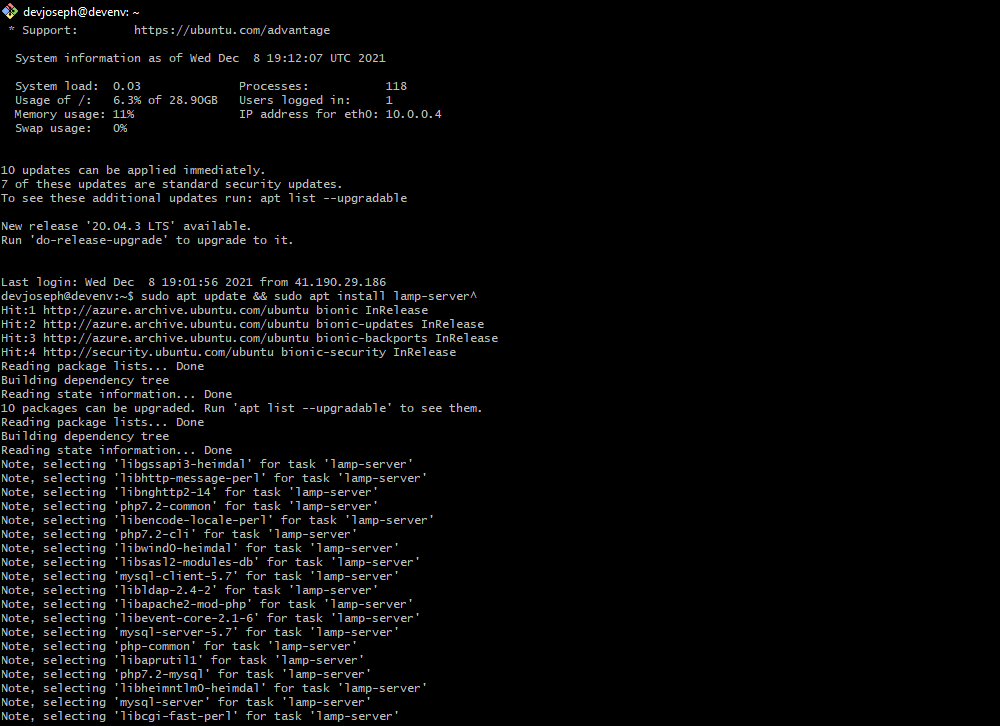 devjoseph@devenv: ~
 * Support:        https://ubuntu.com/advantage
  System information as of Wed Dec  8 19:12:07 UTC 2021
  System load:  0.03              Processes:           118
  Usage of /:   6.3% of 28.90GB   Users logged in:     1
  Memory usage: 11%               IP address for eth0: 10.0.0.4
  Swap usage:   0%
10 updates can be applied immediately.
7 of these updates are standard security updates.
To see these additional updates run: apt list --upgradable
New release '20.04.3 LTS' available.
Run 'do-release-upgrade' to upgrade to it.
Last login: Wed Dec  8 19:01:56 2021 from 41.190.29.186
devjoseph@devenv:~$ sudo apt update && sudo apt install lamp-server^
Hit:1 http://azure.archive.ubuntu.com/ubuntu bionic InRelease
Hit:2 http://azure.archive.ubuntu.com/ubuntu bionic-updates InRelease
Hit:3 http://azure.archive.ubuntu.com/ubuntu bionic-backports InRelease
Hit:4 http://security.ubuntu.com/ubuntu bionic-security InRelease
Reading package lists... Done
Building dependency tree
Reading state information... Done
10 packages can be upgraded. Run 'apt list --upgradable' to see them.
Reading package lists... Done
Building dependency tree
Reading state information... Done
Note, selecting 'libgssapi3-heimdal' for task 'lamp-server'
Note, selecting 'libhttp-message-perl' for task 'lamp-server'
Note, selecting 'libnghttp2-14' for task 'lamp-server'
Note, selecting 'php7.2-common' for task 'lamp-server'
Note, selecting 'libencode-locale-perl' for task 'lamp-server'
Note, selecting 'php7.2-cli' for task 'lamp-server'
Note, selecting 'libwind0-heimdal' for task 'lamp-server'
Note, selecting 'libsasl2-modules-db' for task 'lamp-server'
Note, selecting 'mysql-client-5.7' for task 'lamp-server'
Note, selecting 'libldap-2.4-2' for task 'lamp-server'
Note, selecting 'libapache2-mod-php' for task 'lamp-server'
Note, selecting 'libevent-core-2.1-6' for task 'lamp-server'
Note, selecting 'mysql-server-5.7' for task 'lamp-server'
Note, selecting 'php-common' for task 'lamp-server'
Note, selecting 'libaprutil1' for task 'lamp-server'
Note, selecting 'php7.2-mysql' for task 'lamp-server'
Note, selecting 'libheimntlm0-heimdal' for task 'lamp-server'
Note, selecting 'mysql-server' for task 'lamp-server'
Note, selecting 'libcgi-fast-perl' for task 'lamp-server'